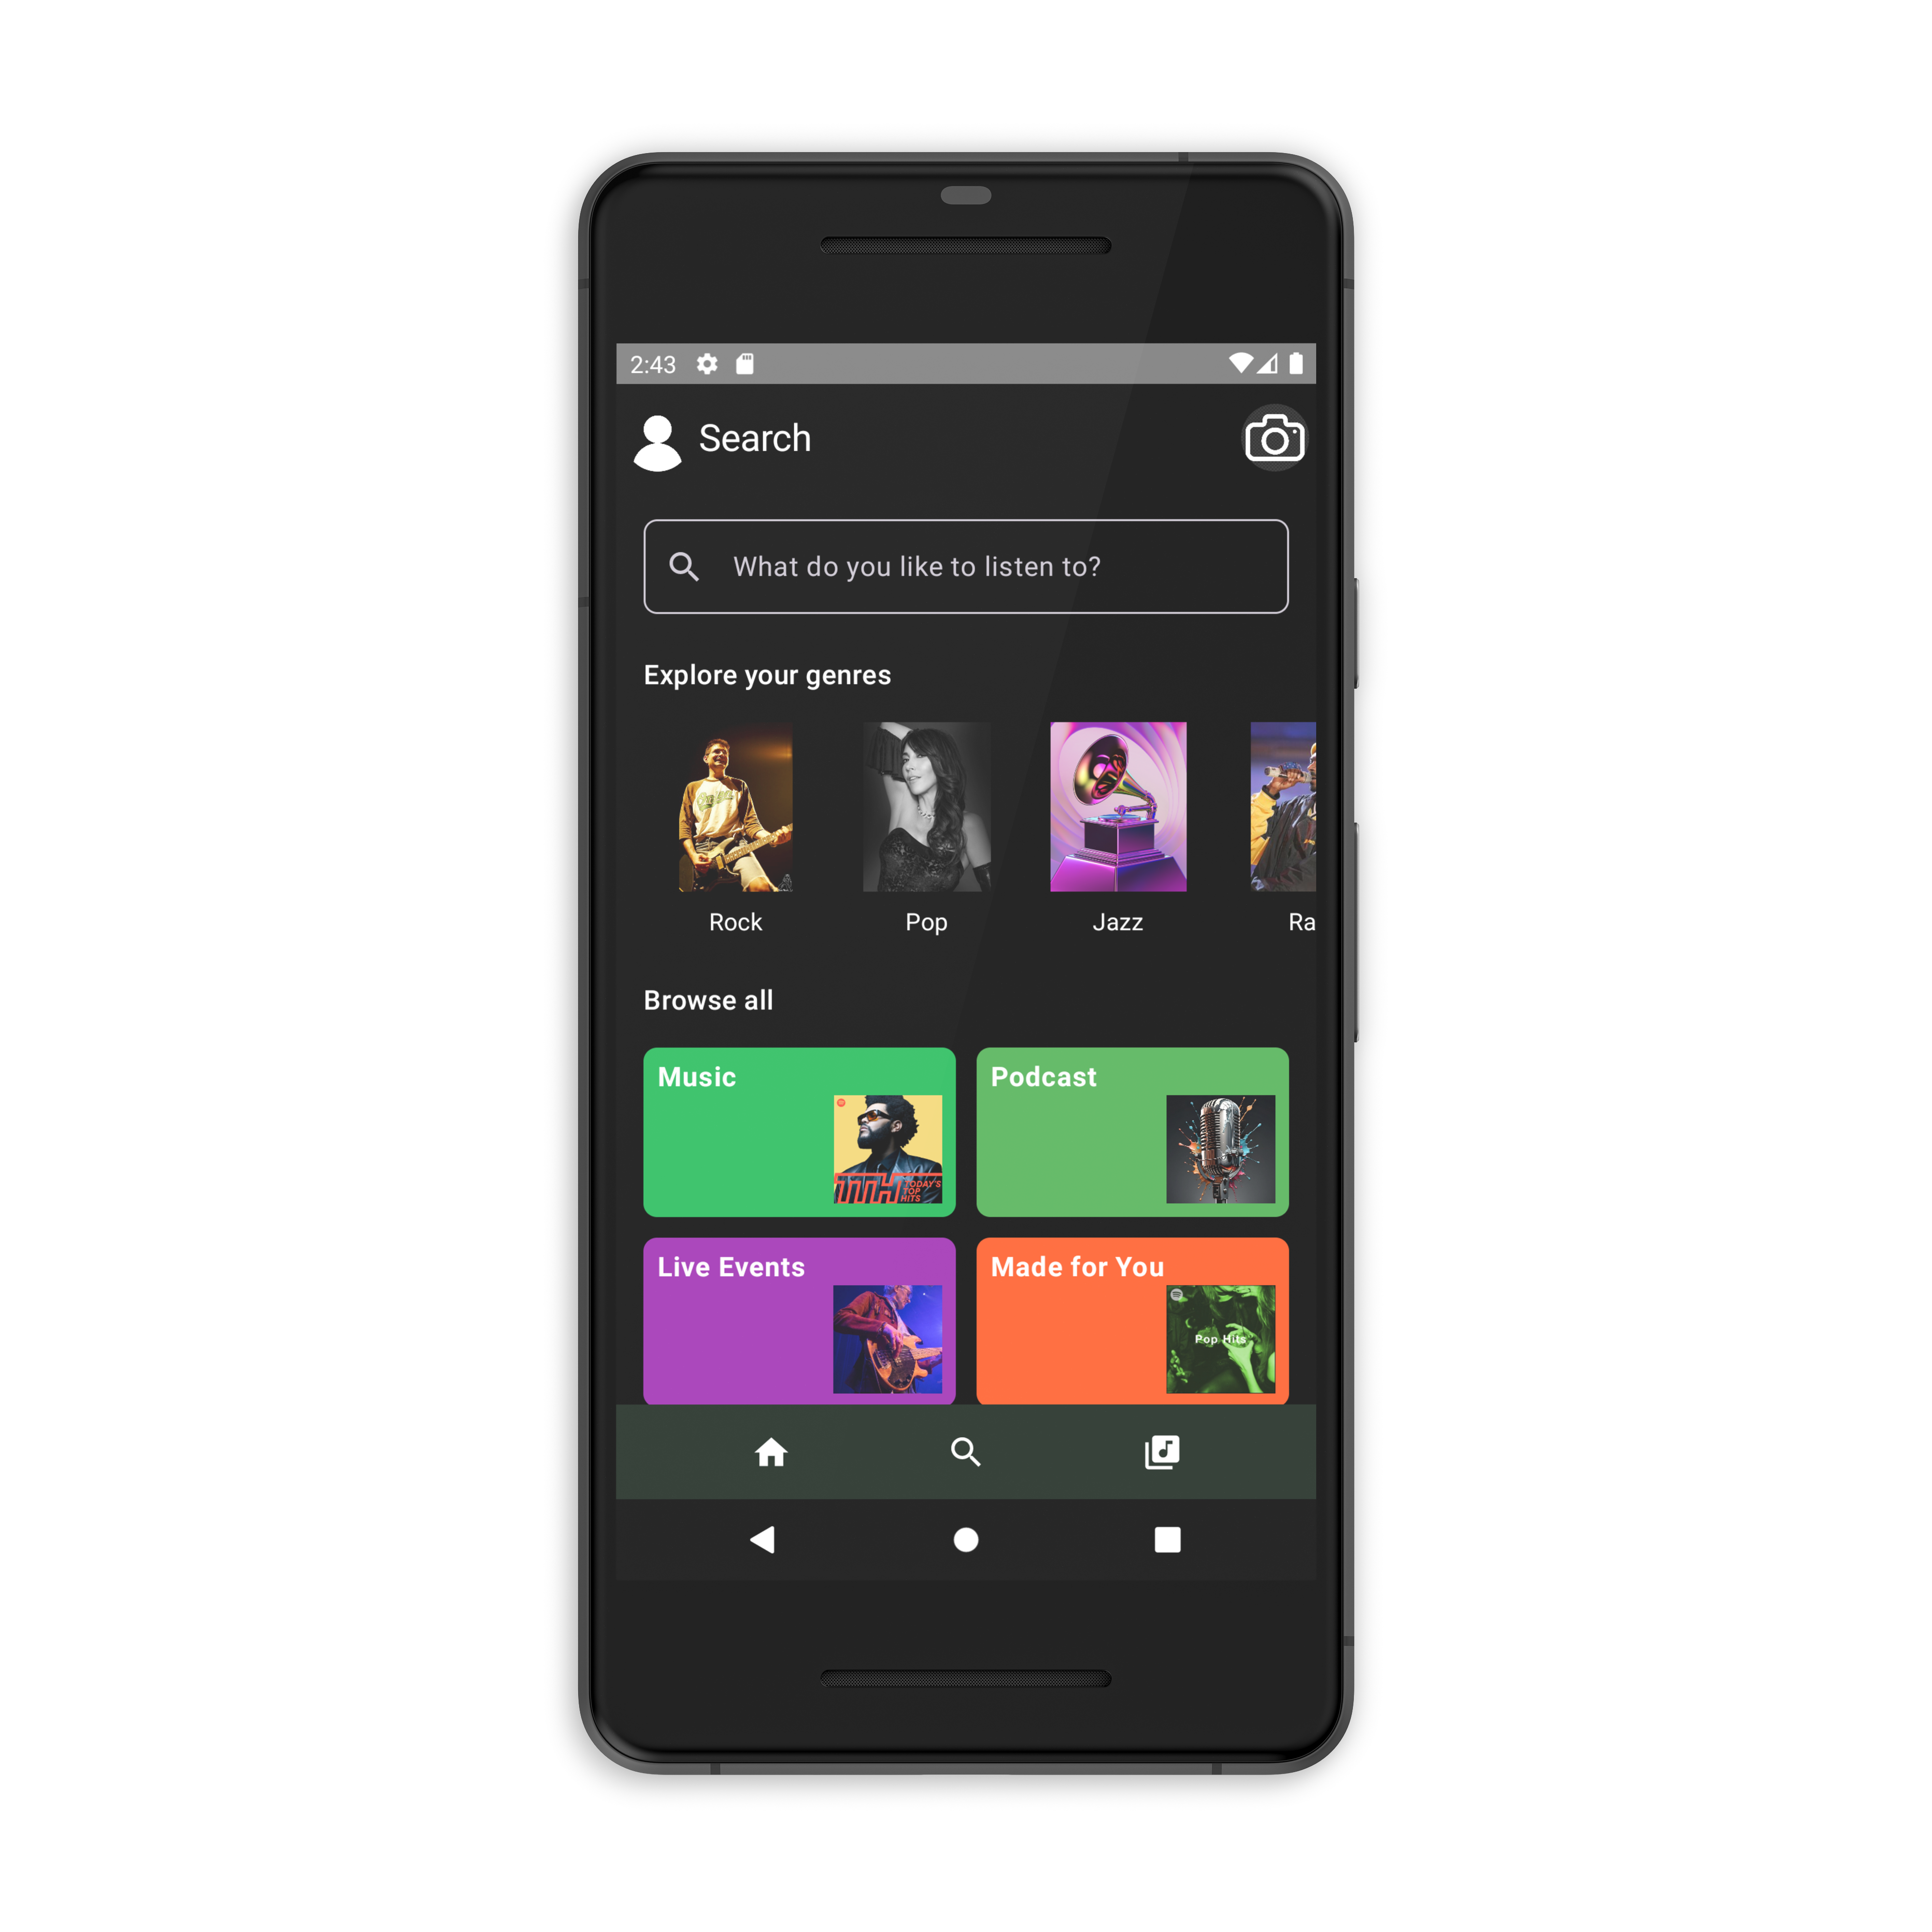 2:43
Search
What do you like to listen to?
Explore your genres
Rock Pop Jazz Ra
Browse all
Music Podcast
TODAY'S
TOP
HITS
Live Events Made for You
Pop Hits